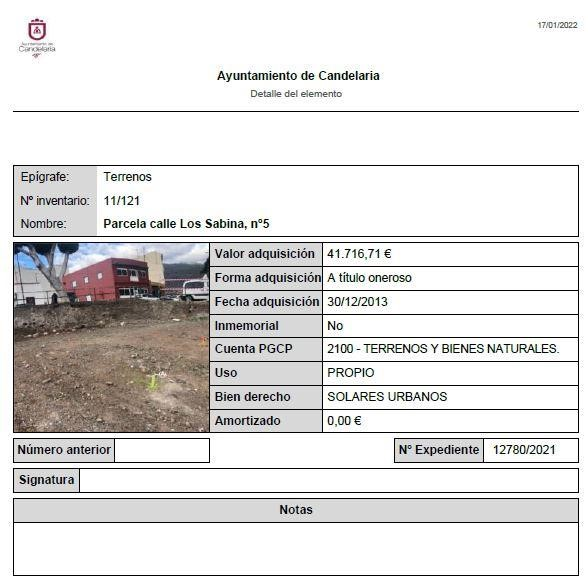 17/01/2022
Ayuntamiento de
Candelaria
Ayuntamiento de Candelaria
Detalle del elemento
Epígrafe: Terrenos
Nº inventario: 11/121
Nombre: Parcela calle Los Sabina, nº5
Valor adquisición 41.716,71 €
Forma adquisición A título oneroso
Fecha adquisición 30/12/2013
Inmemorial No
Cuenta PGCP 2100 - TERRENOS Y BIENES NATURALES.
Uso PROPIO
Bien derecho SOLARES URBANOS
Amortizado 0,00 €
Número anterior
Nº Expediente 12780/2021
Signatura
Notas